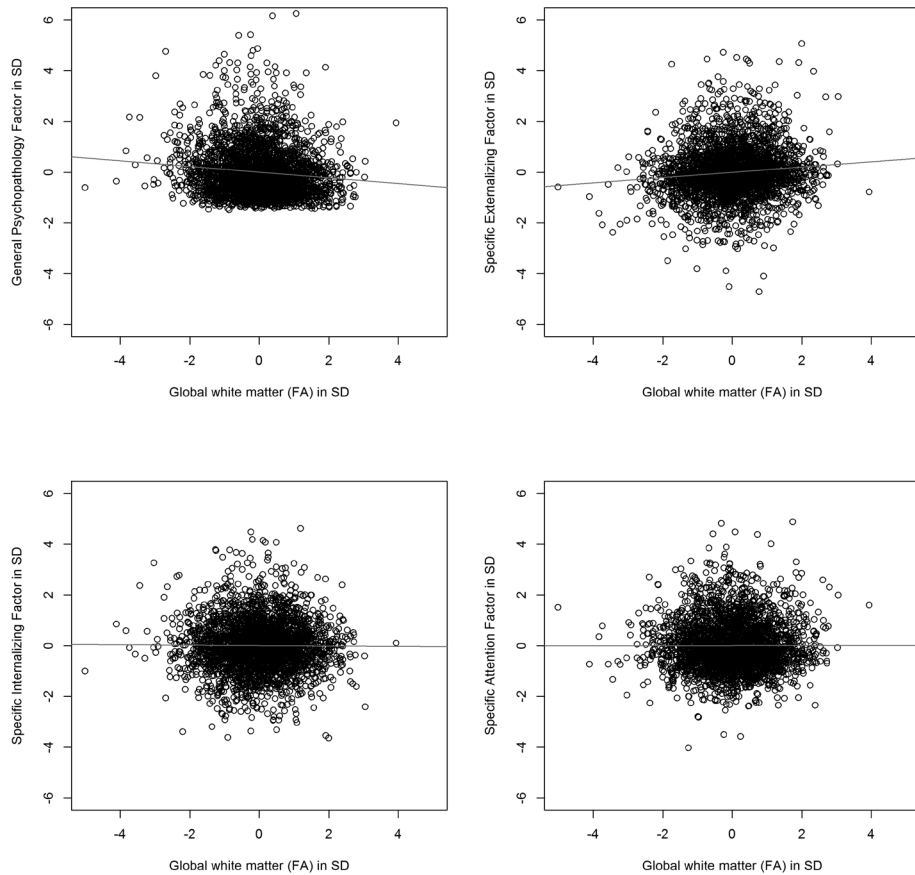 General Psychopathology Factor in SD
6
4
2
0
-2
-4
-6
-4 -2 0 2 4
Global white matter (FA) in SD
Specific Externalizing Factor in SD
6
4
2
0
-2
-4
-6
-4 -2 0 2 4
Global white matter (FA) in SD
Specific Internalizing Factor in SD
6
4
2
0
-2
-4
-6
-4 -2 0 2 4
Global white matter (FA) in SD
Specific Attention Factor in SD
6
4
2
0
-2
-4
-6
-4 -2 0 2 4
Global white matter (FA) in SD